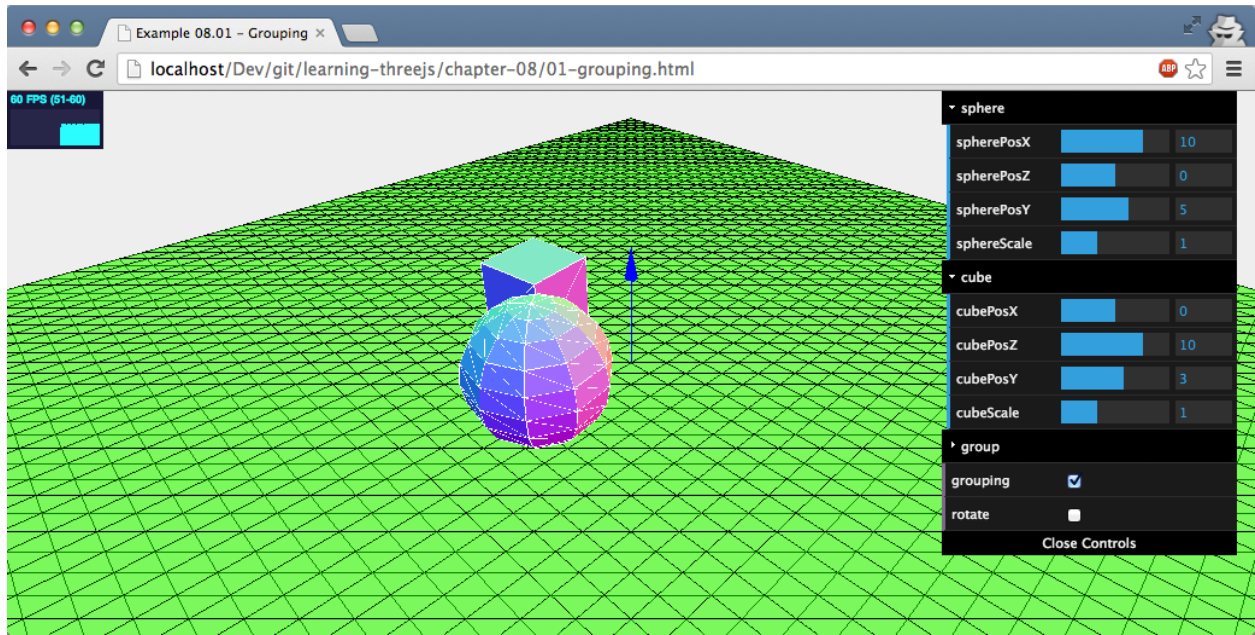 Example 08.01 – Grouping ×
localhost/Dev/git/learning-threejs/chapter-08/01-grouping.html
ABP
60 FPS (51-60)
sphere
spherePosX 10
spherePosZ 0
spherePosY 5
sphereScale 1
cube
cubePosX 0
cubePosZ 10
cubePosY 3
cubeScale 1
group
grouping
rotate
Close Controls